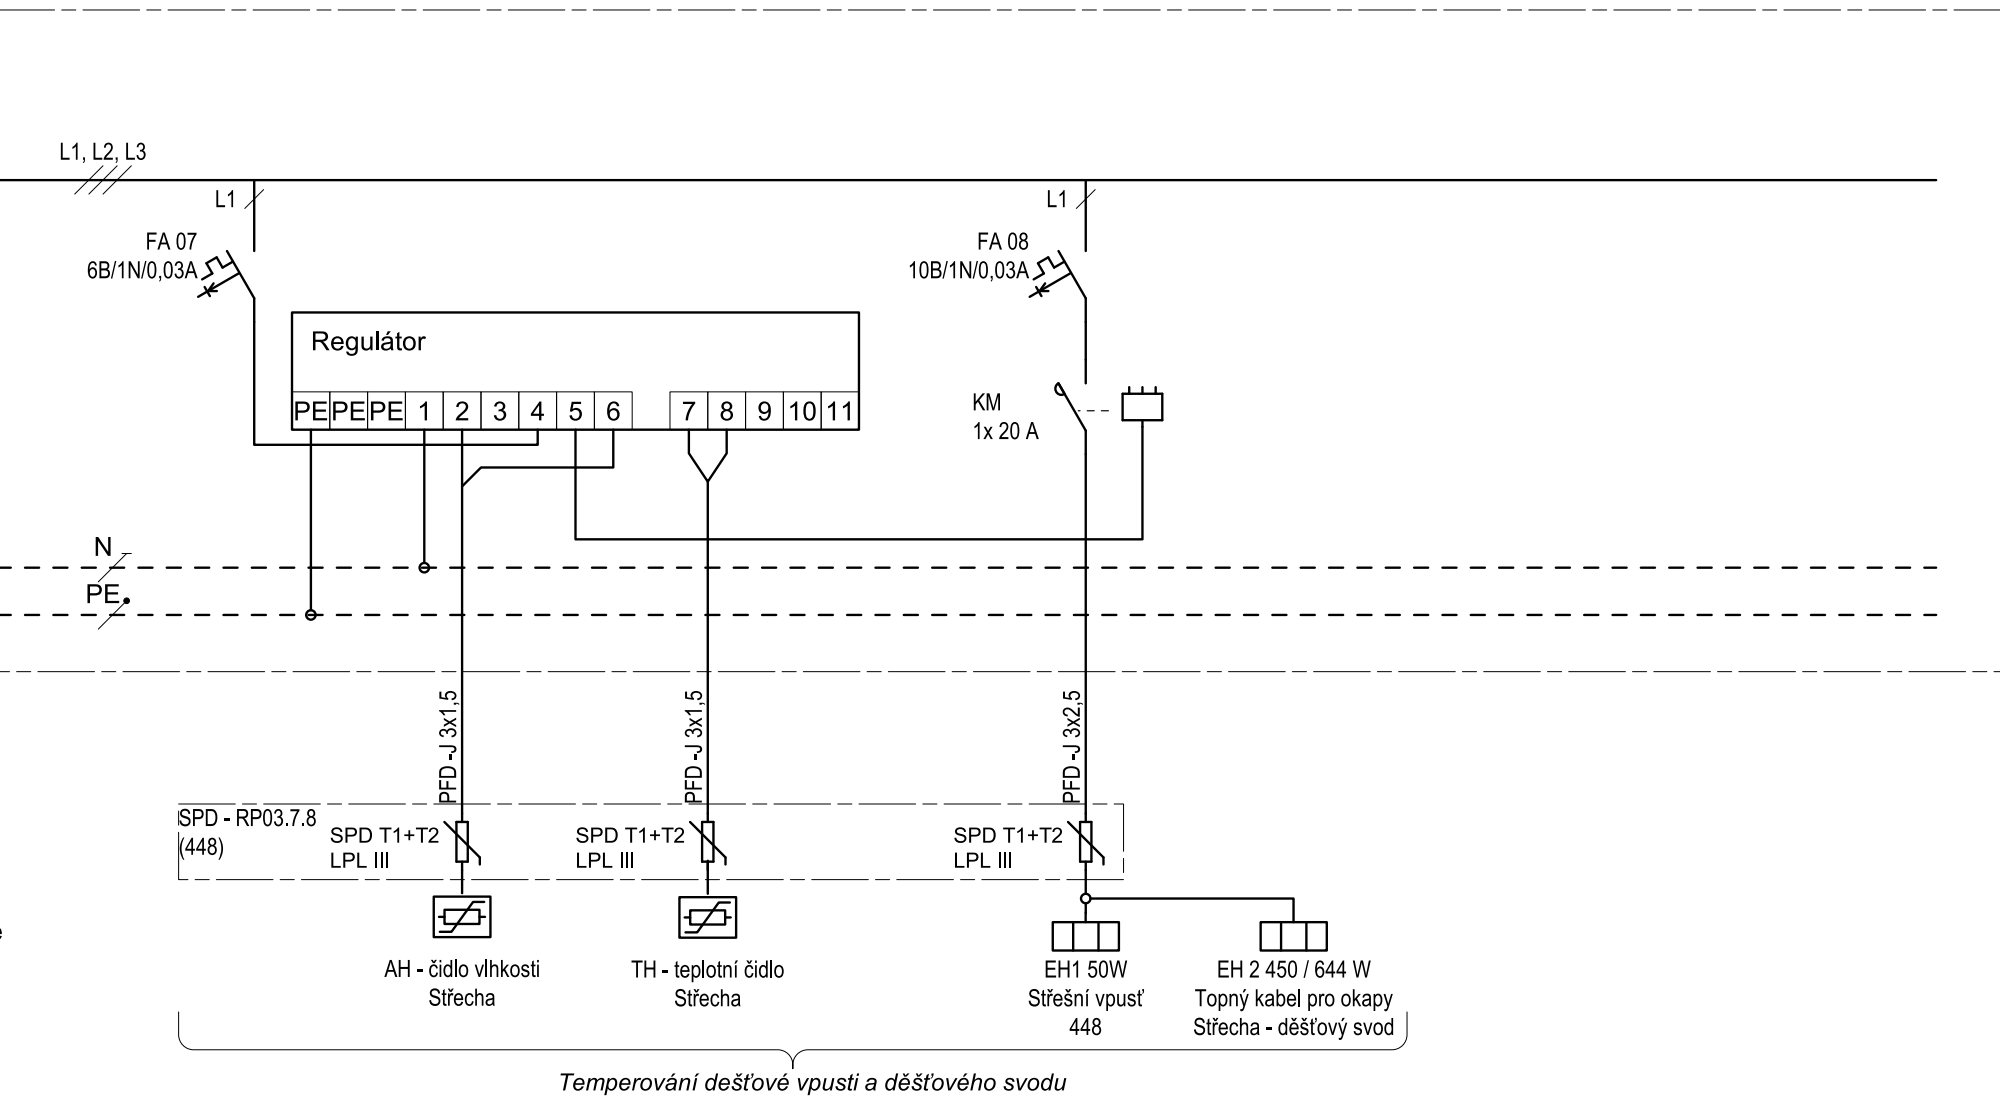 L1, L2, L3
L1
L1
FA 07
6B/1N/0,03A
FA 08
10B/1N/0,03A
Regulátor
PE PE PE 1 2 3 4 5 6 7 8 9 10 11
KM
1x 20 A
N
PE
PFD -J 3x1,5
PFD -J 3x1,5
PFD -J 3x2,5
SPD - RP03.7.8
(448)
SPD T1+T2
LPL III
SPD T1+T2
LPL III
SPD T1+T2
LPL III
e
AH - čidlo vlhkosti
Střecha
TH - teplotní čidlo
Střecha
EH1 50W
Střešní vpusť
448
EH 2 450 / 644 W
Topný kabel pro okapy
Střecha - děšťový svod
Temperování dešťové vpusti a děšťového svodu